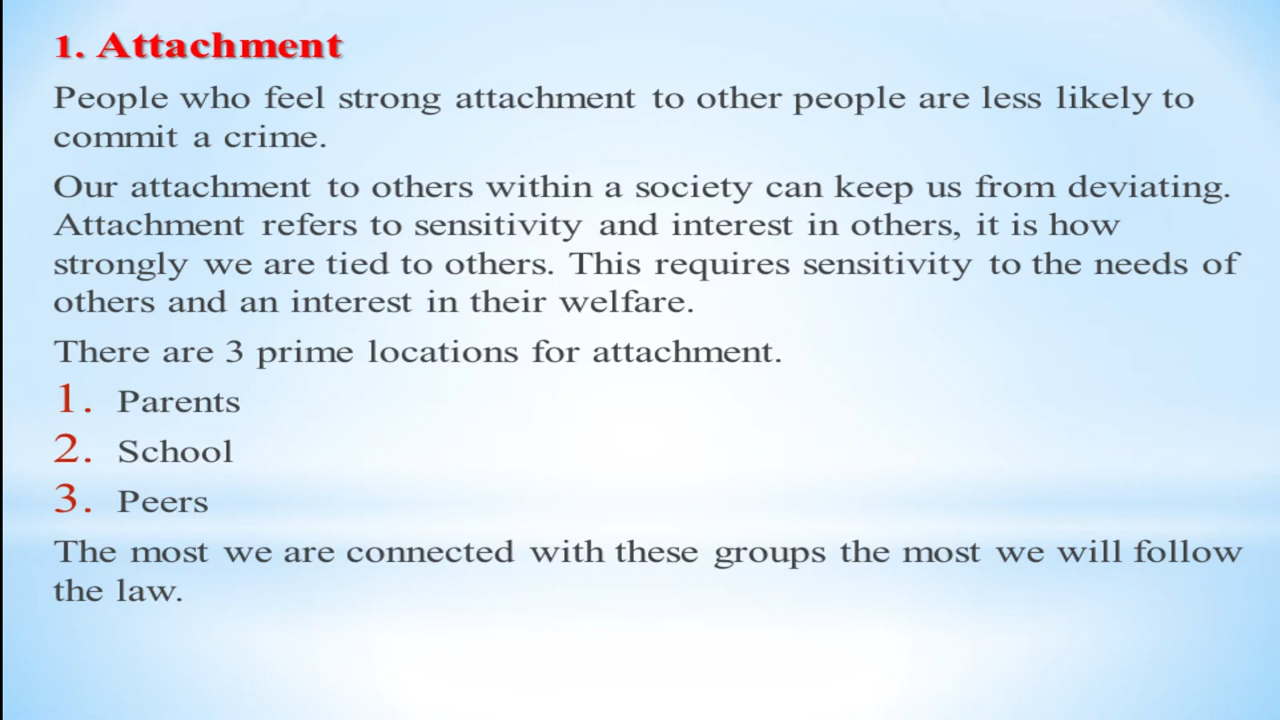 1. Attachment
People who feel strong attachment to other people are less likely to
commit a crime.
Our attachment to others within a society can keep us from deviating.
Attachment refers to sensitivity and interest in others, it is how
strongly we are tied to others. This requires sensitivity to the needs of
others and an interest in their welfare.
There are 3 prime locations for attachment.
1. Parents
2. School
3. Peers
The most we are connected with these groups the most we will follow
the law.